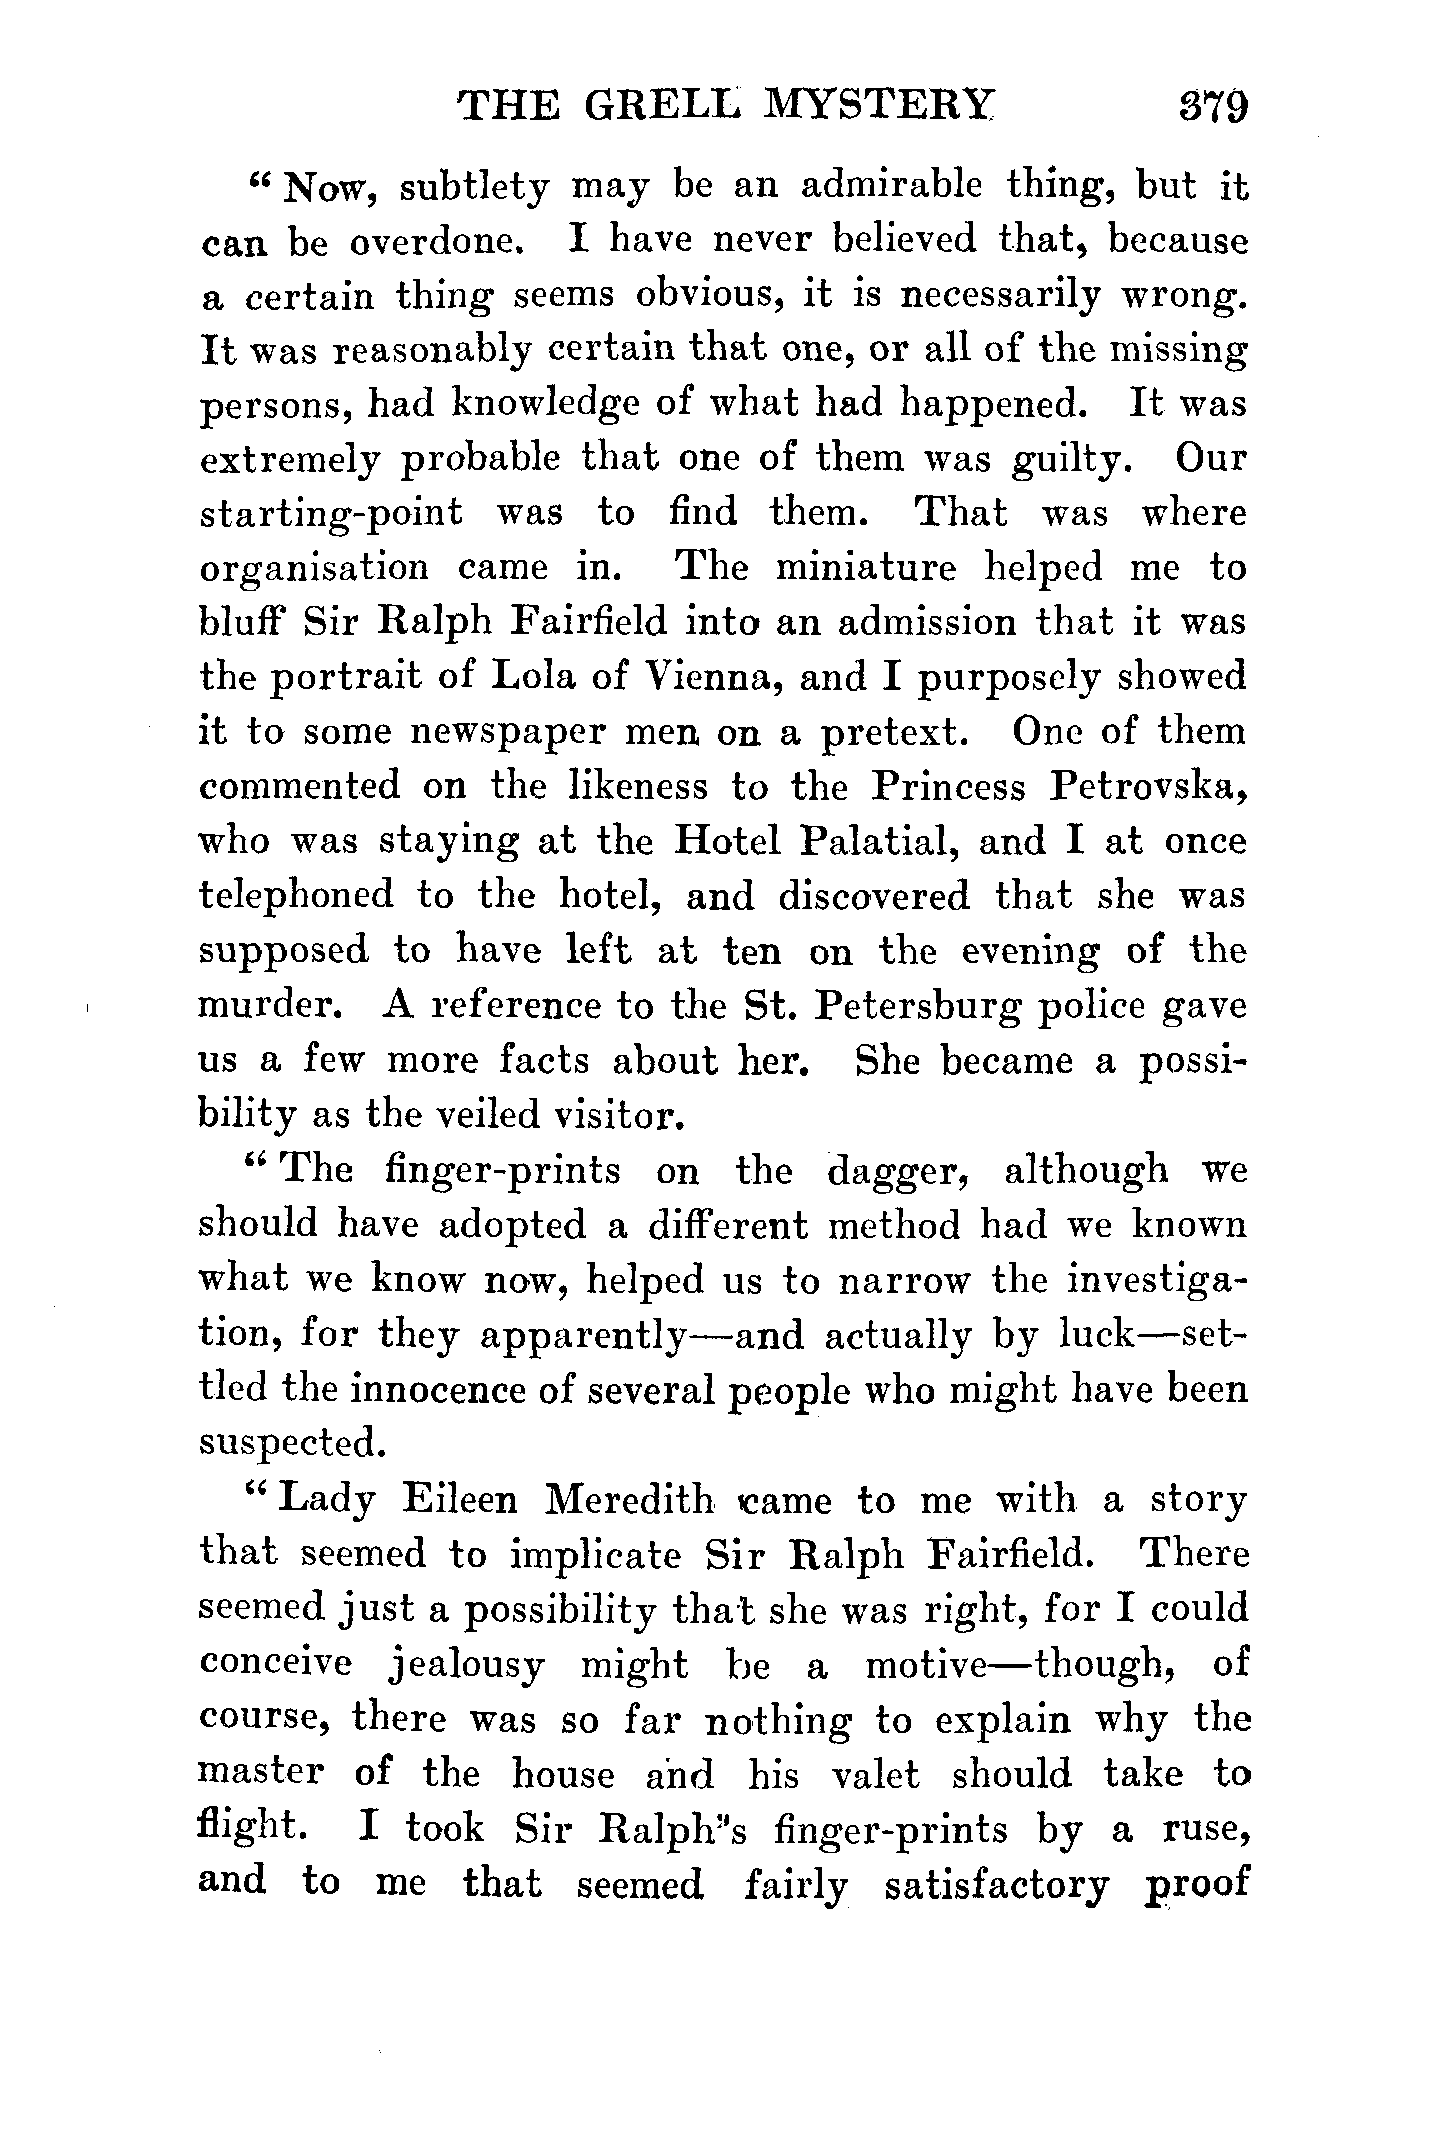 THE GRELL MYSTERY 379
" Now, subtlety may be an admirable thing, but it
can be overdone. I have never believed that, because
a certain thing seems obvious, it is necessarily wrong.
It was reasonably certain that one, or all of the missing
persons, had knowledge of what had happened. It was
extremely probable that one of them was guilty. Our
starting-point was to find them. That was where
organisation came in. The miniature helped me to
bluff Sir Ralph Fairfield into an admission that it was
the portrait of Lola of Vienna, and I purposely showed
it to some newspaper men on a pretext. One of them
commented on the likeness to the Princess Petrovska,
who was staying at the Hotel Palatial, and I at once
telephoned to the hotel, and discovered that she was
supposed to have left at ten on the evening of the
murder. A reference to the St. Petersburg police gave
us a few more facts about her. She became a possi-
bility as the veiled visitor.
" The finger-prints on the dagger, although we
should have adopted a different method had we known
what we know now, helped us to narrow the investiga-
tion, for they apparently—and actually by luck—set-
tled the innocence of several people who might have been
suspected.
" Lady Eileen Meredith came to me with a story
that seemed to implicate Sir Ralph Fairfield. There
seemed just a possibility that she was right, for I could
conceive jealousy might be a motive—though, of
course, there was so far nothing to explain why the
master of the house and his valet should take to
flight. I took Sir Ralph's finger-prints by a ruse,
and to me that seemed fairly satisfactory proof